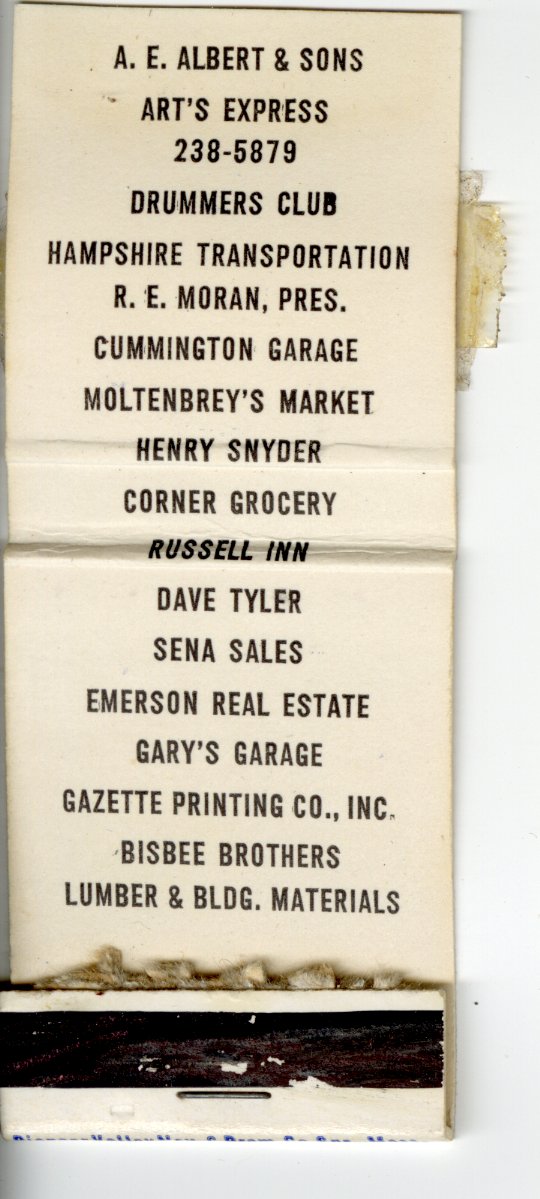 A. E. ALBERT & SONS
ART'S EXPRESS
238-5879
DRUMMERS CLUB
HAMPSHIRE TRANSPORTATION
R. E. MORAN, PRES.
CUMMINGTON GARAGE
MOLTENBREY'S MARKET
HENRY SNYDER
CORNER GROCERY
RUSSELL INN
DAVE TYLER
SENA SALES
EMERSON REAL ESTATE
GARY'S GARAGE
GAZETTE PRINTING CO., INC.
BISBEE BROTHERS
LUMBER & BLDG. MATERIALS